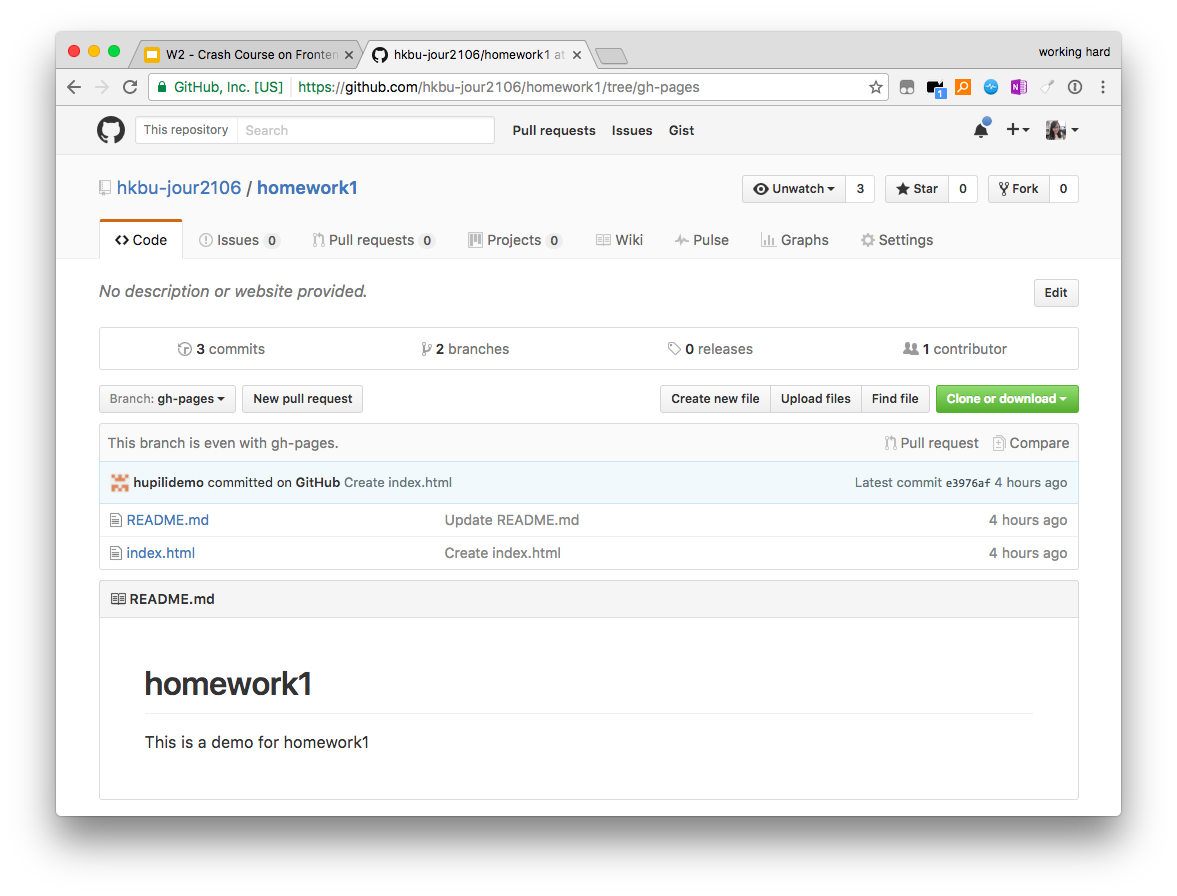 W2 - Crash Course on Fronten
hkbu-jour2106/homework1 at
working hard
GitHub, Inc. [US] https://github.com/hkbu-jour2106/homework1/tree/gh-pages
1
This repository Search Pull requests Issues Gist
hkbu-jour2106 / homework1
Unwatch 3 Star 0 Fork 0
Code Issues 0 Pull requests 0 Projects 0 Wiki Pulse Graphs Settings
No description or website provided. Edit
3 commits 2 branches 0 releases 1 contributor
Branch: gh-pages New pull request Create new file Upload files Find file Clone or download
This branch is even with gh-pages. Pull request Compare
hupilidemo committed on GitHub Create index.html Latest commit e3976af 4 hours ago
README.md Update README.md 4 hours ago
index.html Create index.html 4 hours ago
README.md
homework1
This is a demo for homework1